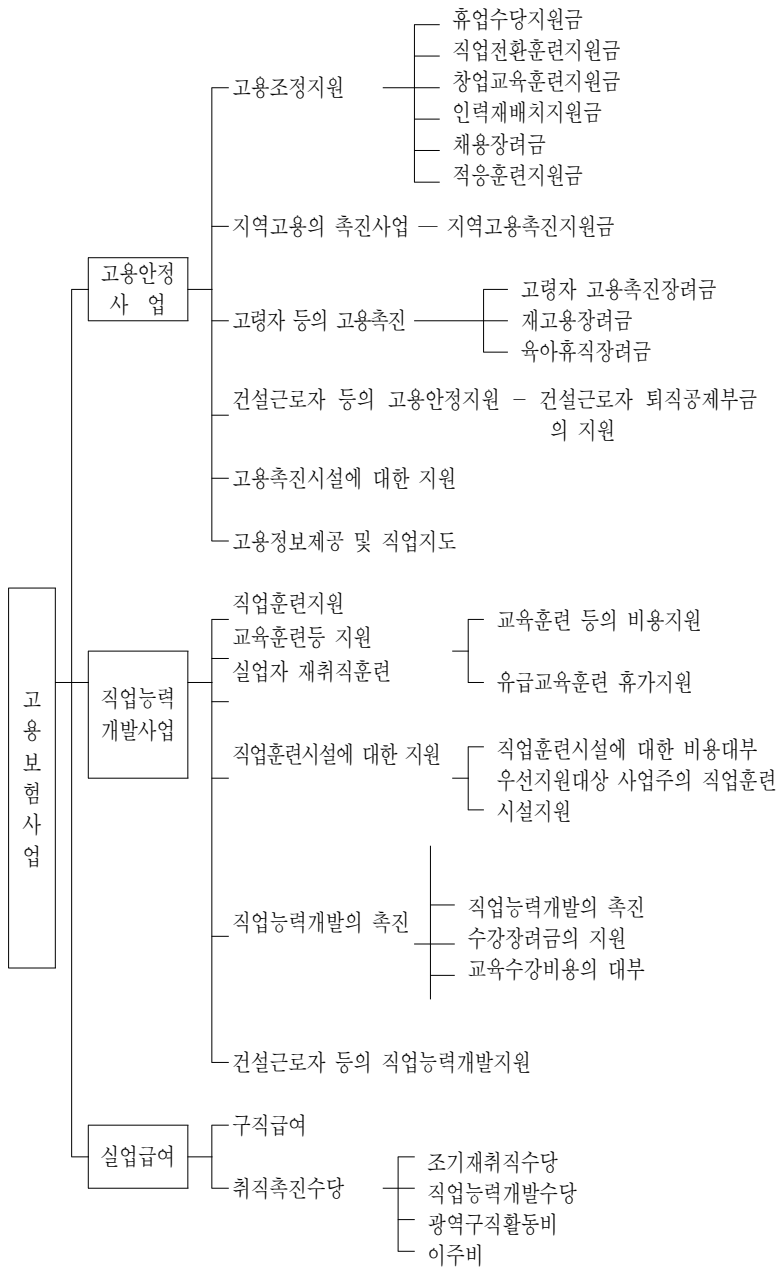 휴업수당지원금
직업전환훈련지원금
고용조정지원
창업교육훈련지원금
인력재배치지원금
채용장려금
적응훈련지원금
지역고용의 촉진사업 — 지역고용촉진지원금
고용안정
사 업
고령자 고용촉진장려금
고령자 등의 고용촉진
재고용장려금
육아휴직장려금
건설근로자 등의 고용안정지원 - 건설근로자 퇴직공제부금
의 지원
고용촉진시설에 대한 지원
고용정보제공 및 직업지도
고
용
보
험
사
업
직업능력
개발사업
직업훈련지원
교육훈련등 지원
실업자 재취직훈련
교육훈련 등의 비용지원
유급교육훈련 휴가지원
직업훈련시설에 대한 지원
직업훈련시설에 대한 비용대부
우선지원대상 사업주의 직업훈련
시설지원
직업능력개발의 촉진
직업능력개발의 촉진
수강장려금의 지원
교육수강비용의 대부
건설근로자 등의 직업능력개발지원
실업급여
구직급여
취직촉진수당
조기재취직수당
직업능력개발수당
광역구직활동비
이주비